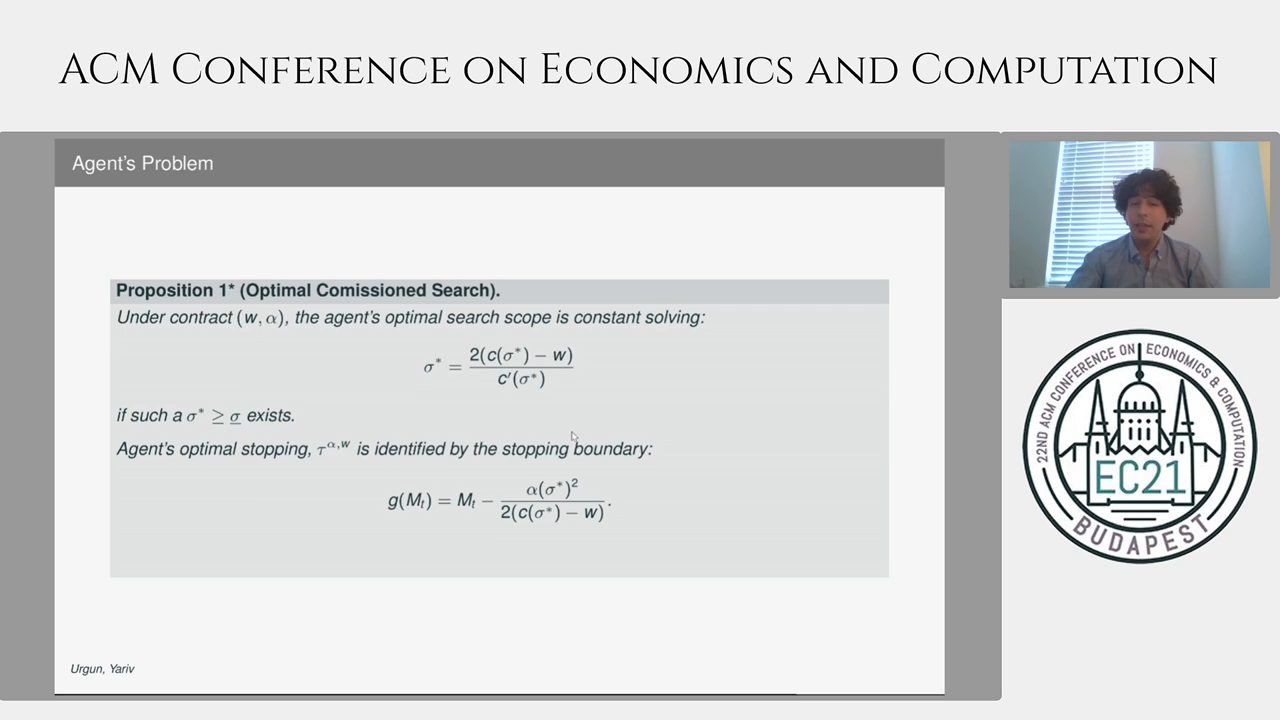 ACM Conference on Economics and Computation
Agent's Problem
Proposition 1* (Optimal Comissioned Search).
Under contract (w, α), the agent's optimal search scope is constant solving:
σ* = 2(c(σ*) − w) / c′(σ*)
if such a σ* ≥ σ̲ exists.
Agent's optimal stopping, τ^{α,w} is identified by the stopping boundary:
g(M_t) = M_t − α(σ*)² / 2(c(σ*) − w).
Urgun, Yariv
22ND ACM CONFERENCE ON ECONOMICS & COMPUTATION
EC21
BUDAPEST